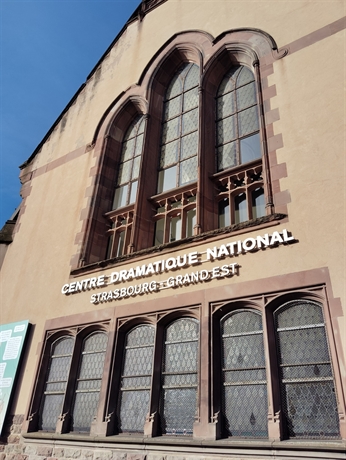 CENTRE DRAMATIQUE NATIONAL
STRASBOURG - GRAND EST